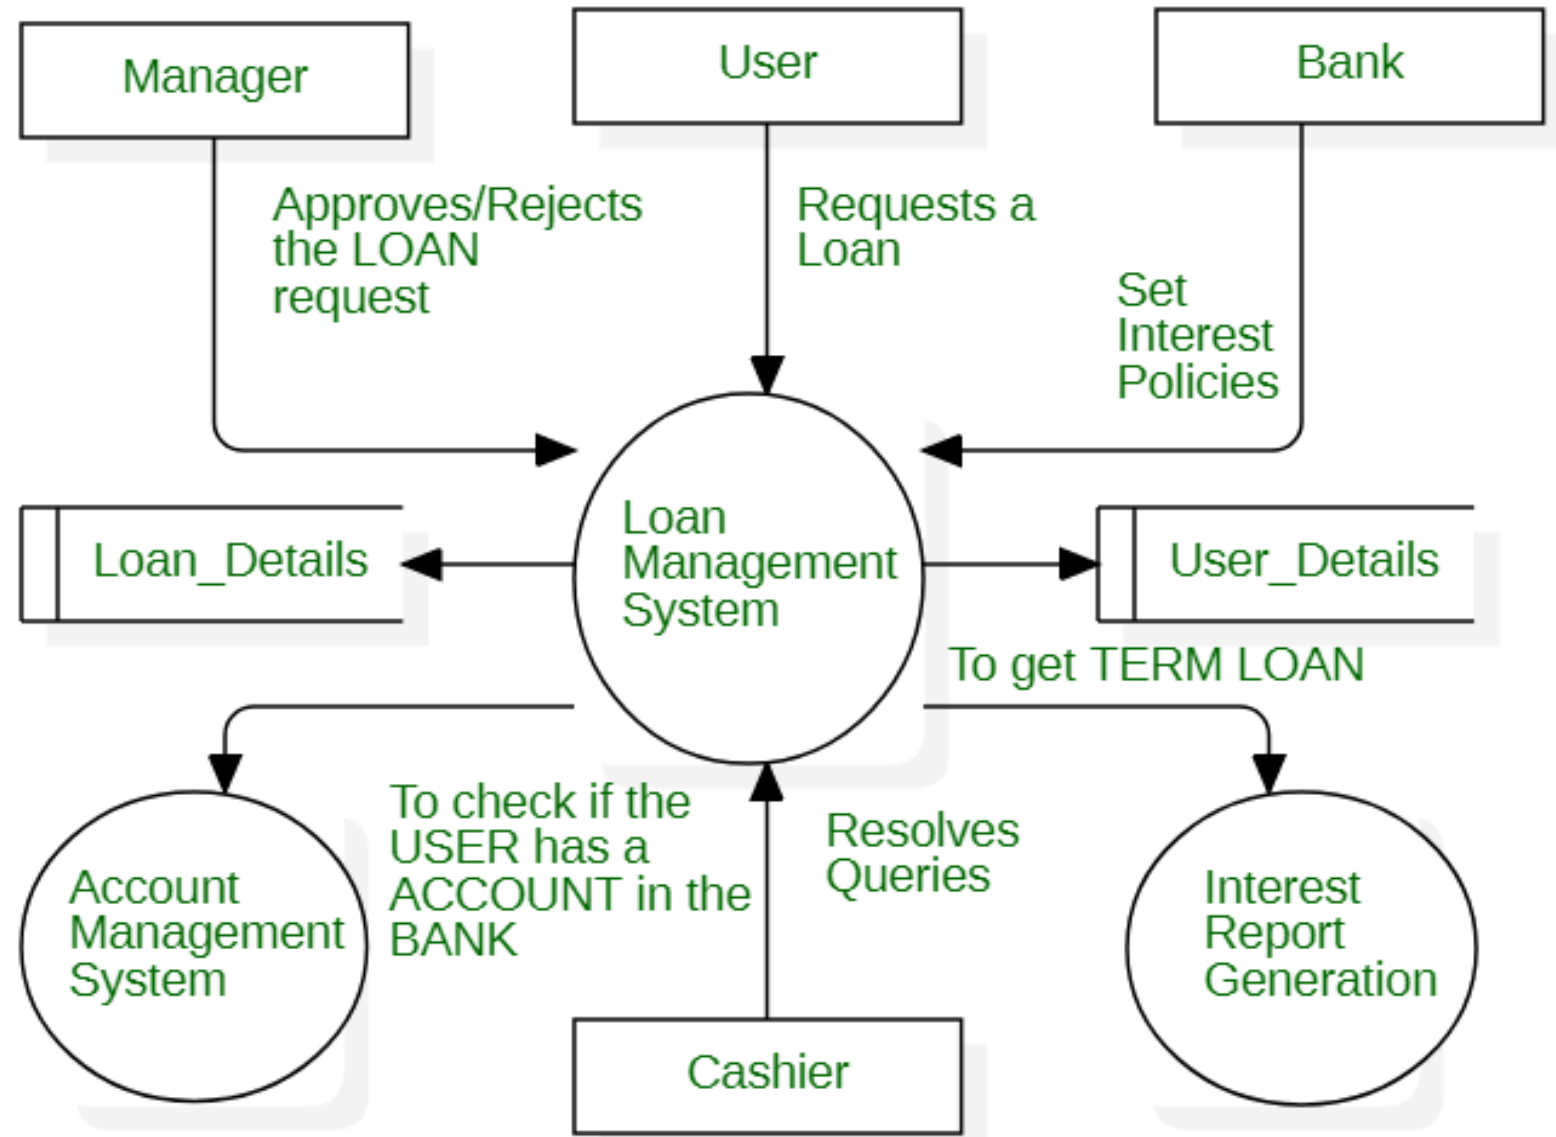 Manager
User
Bank
Approves/Rejects
the LOAN
request
Requests a
Loan
Set
Interest
Policies
Loan_Details
Loan
Management
System
User_Details
To get TERM LOAN
Account
Management
System
To check if the
USER has a
ACCOUNT in the
BANK
Resolves
Queries
Interest
Report
Generation
Cashier